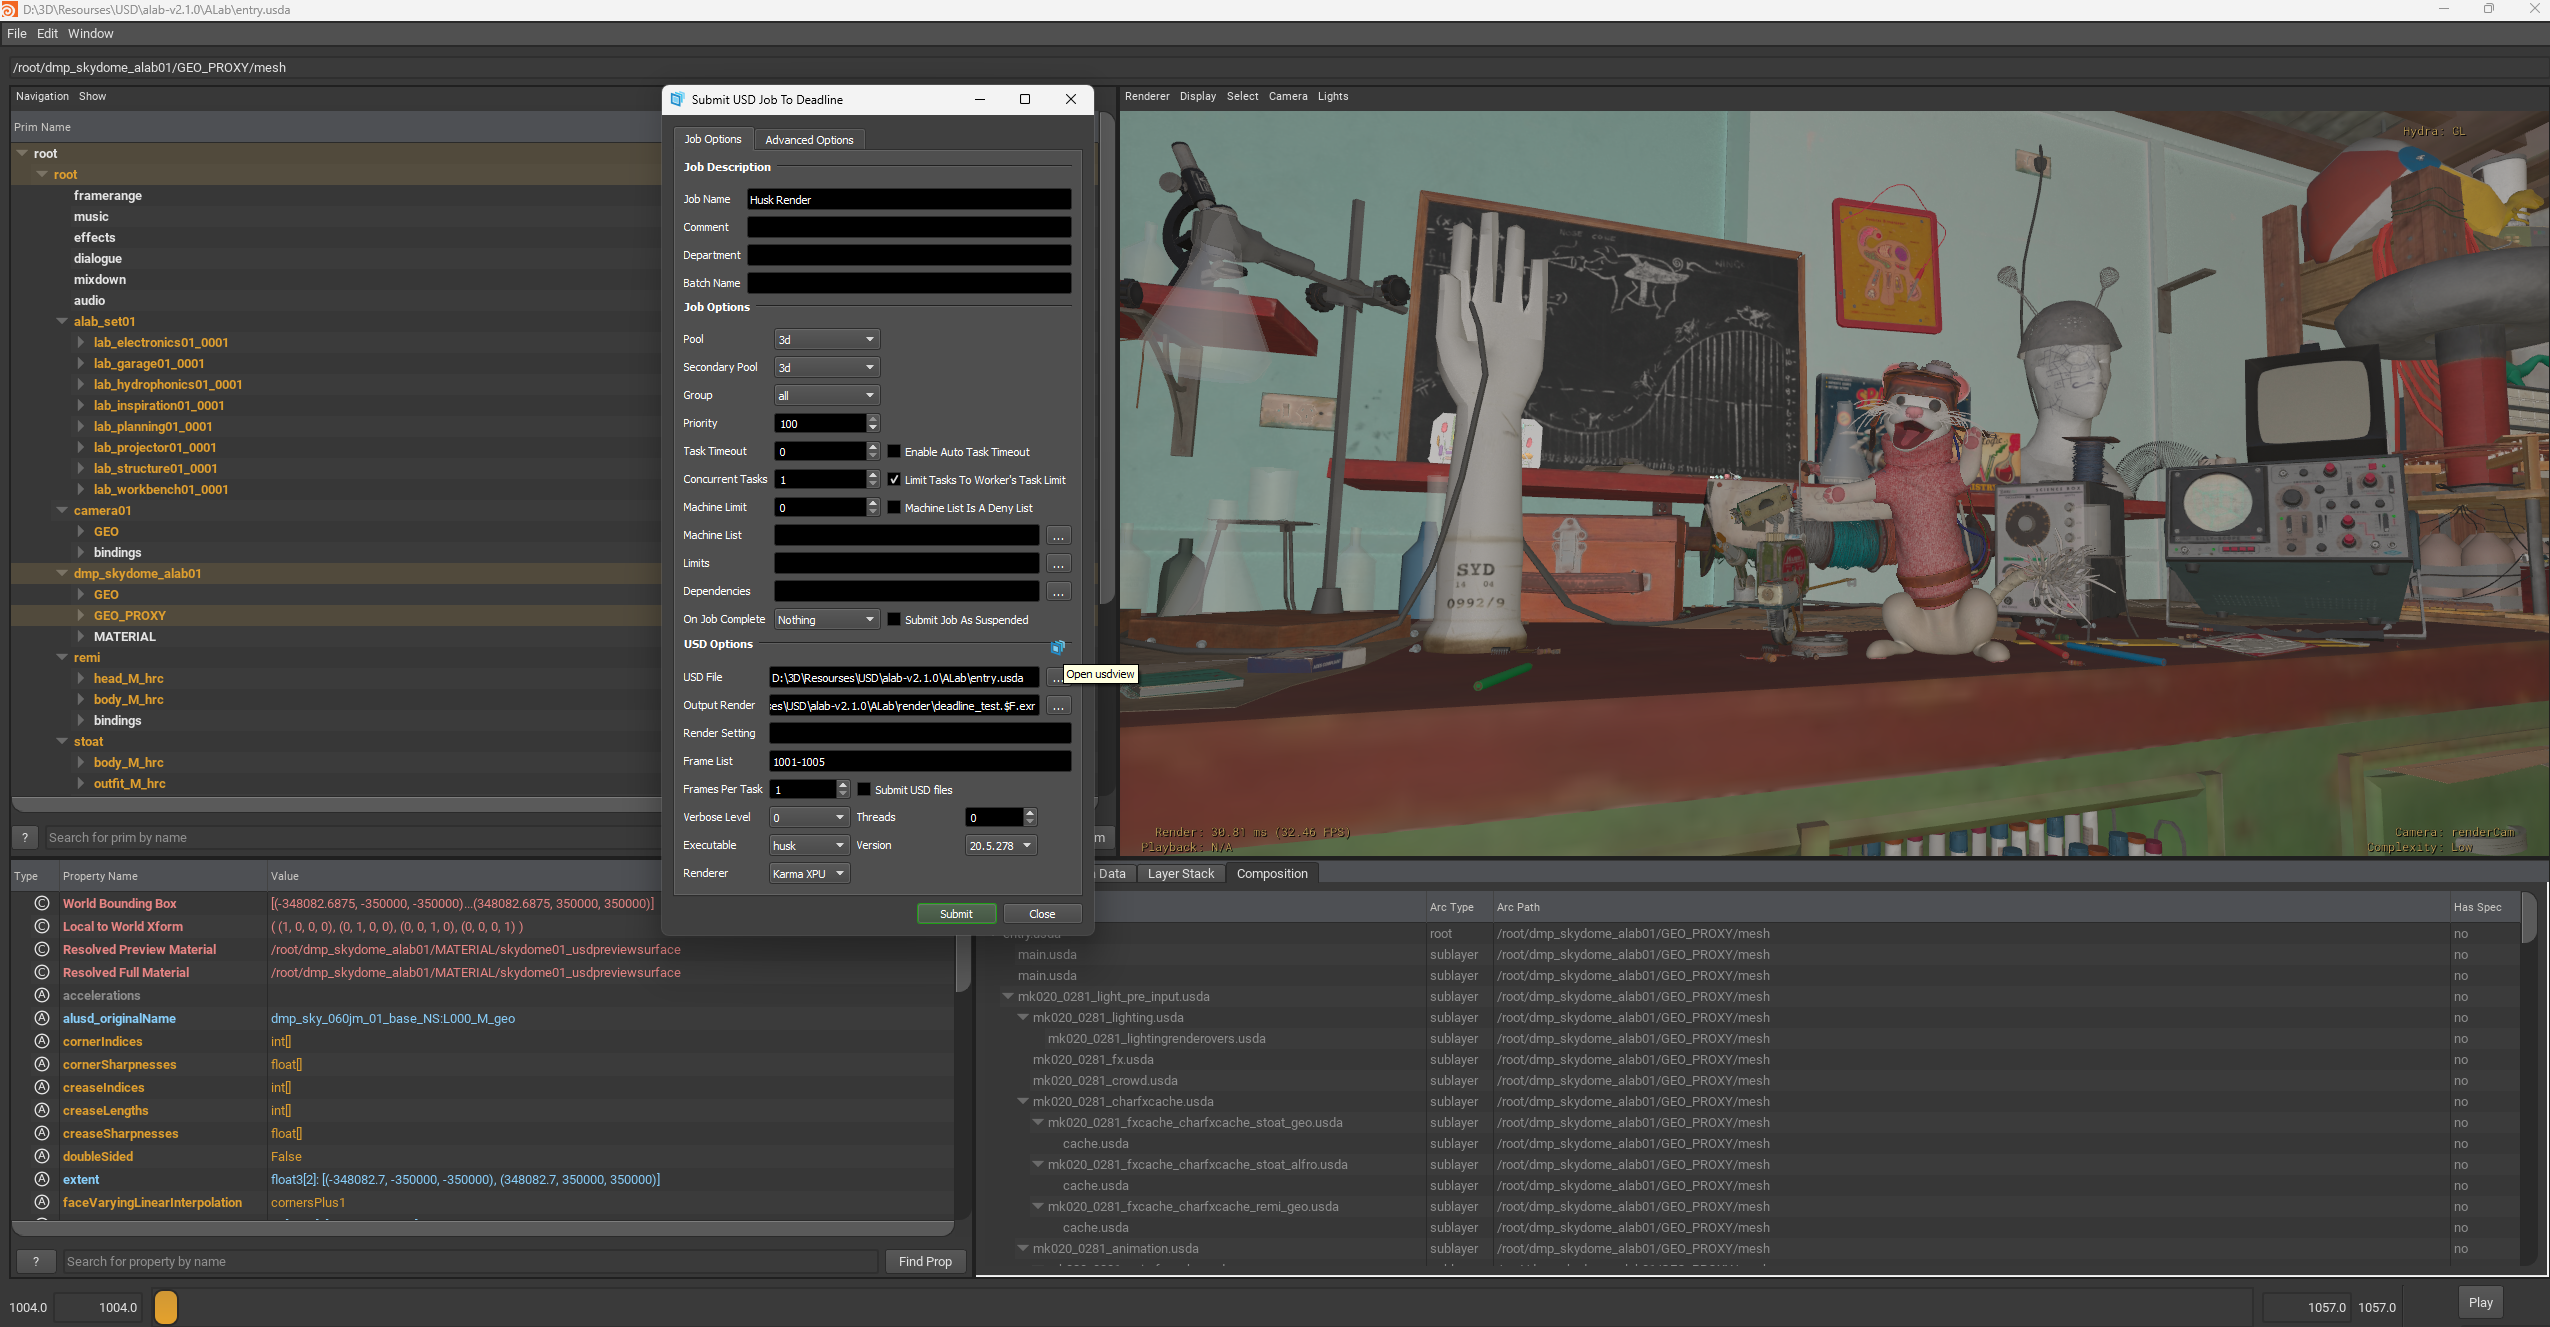 D:\3D\Resourses\USD\alab-v2.1.0\ALab\entry.usda
File Edit Window
/root/dmp_skydome_alab01/GEO_PROXY/mesh
Navigation Show
Prim Name
root
root
framerange
music
effects
dialogue
mixdown
audio
alab_set01
lab_electronics01_0001
lab_garage01_0001
lab_hydrophonics01_0001
lab_inspiration01_0001
lab_planning01_0001
lab_projector01_0001
lab_structure01_0001
lab_workbench01_0001
camera01
GEO
bindings
dmp_skydome_alab01
GEO
GEO_PROXY
MATERIAL
remi
head_M_hrc
body_M_hrc
bindings
stoat
body_M_hrc
outfit_M_hrc
? Search for prim by name
Submit USD Job To Deadline
Job Options Advanced Options
Job Description
Job Name Husk Render
Comment
Department
Batch Name
Job Options
Pool 3d
Secondary Pool 3d
Group all
Priority 100
Task Timeout 0 Enable Auto Task Timeout
Concurrent Tasks 1 Limit Tasks To Worker's Task Limit
Machine Limit 0 Machine List Is A Deny List
Machine List ...
Limits ...
Dependencies ...
On Job Complete Nothing Submit Job As Suspended
USD Options
USD File D:\3D\Resourses\USD\alab-v2.1.0\ALab\entry.usda ...
Open usdview
Output Render ses\USD\alab-v2.1.0\ALab\render\deadline_test.$F.exr ...
Render Setting
Frame List 1001-1005
Frames Per Task 1 Submit USD files
Verbose Level 0 Threads 0
Executable husk Version 20.5.278
Renderer Karma XPU
Submit Close
Renderer Display Select Camera Lights
Hydra: GL
SYD
14 04
0992/9
Render: 30.81 ms (32.46 FPS)
Playback: N/A
Camera: renderCam
Complexity: Low
Type Property Name Value
World Bounding Box [(-348082.6875, -350000, -350000)...(348082.6875, 350000, 350000)]
Local to World Xform ( (1, 0, 0, 0), (0, 1, 0, 0), (0, 0, 1, 0), (0, 0, 0, 1) )
Resolved Preview Material /root/dmp_skydome_alab01/MATERIAL/skydome01_usdpreviewsurface
Resolved Full Material /root/dmp_skydome_alab01/MATERIAL/skydome01_usdpreviewsurface
accelerations
alusd_originalName dmp_sky_060jm_01_base_NS:L000_M_geo
cornerIndices int[]
cornerSharpnesses float[]
creaseIndices int[]
creaseLengths int[]
creaseSharpnesses float[]
doubleSided False
extent float3[2]: [(-348082.7, -350000, -350000), (348082.7, 350000, 350000)]
faceVaryingLinearInterpolation cornersPlus1
? Search for property by name Find Prop
Data Layer Stack Composition
Arc Type Arc Path Has Spec
entry.usda root /root/dmp_skydome_alab01/GEO_PROXY/mesh no
main.usda sublayer /root/dmp_skydome_alab01/GEO_PROXY/mesh no
main.usda sublayer /root/dmp_skydome_alab01/GEO_PROXY/mesh no
mk020_0281_light_pre_input.usda sublayer /root/dmp_skydome_alab01/GEO_PROXY/mesh no
mk020_0281_lighting.usda sublayer /root/dmp_skydome_alab01/GEO_PROXY/mesh no
mk020_0281_lightingrenderovers.usda sublayer /root/dmp_skydome_alab01/GEO_PROXY/mesh no
mk020_0281_fx.usda sublayer /root/dmp_skydome_alab01/GEO_PROXY/mesh no
mk020_0281_crowd.usda sublayer /root/dmp_skydome_alab01/GEO_PROXY/mesh no
mk020_0281_charfxcache.usda sublayer /root/dmp_skydome_alab01/GEO_PROXY/mesh no
mk020_0281_fxcache_charfxcache_stoat_geo.usda sublayer /root/dmp_skydome_alab01/GEO_PROXY/mesh no
cache.usda sublayer /root/dmp_skydome_alab01/GEO_PROXY/mesh no
mk020_0281_fxcache_charfxcache_stoat_alfro.usda sublayer /root/dmp_skydome_alab01/GEO_PROXY/mesh no
cache.usda sublayer /root/dmp_skydome_alab01/GEO_PROXY/mesh no
mk020_0281_fxcache_charfxcache_remi_geo.usda sublayer /root/dmp_skydome_alab01/GEO_PROXY/mesh no
cache.usda sublayer /root/dmp_skydome_alab01/GEO_PROXY/mesh no
mk020_0281_animation.usda sublayer /root/dmp_skydome_alab01/GEO_PROXY/mesh no
1004.0 1004.0 1057.0 1057.0 Play